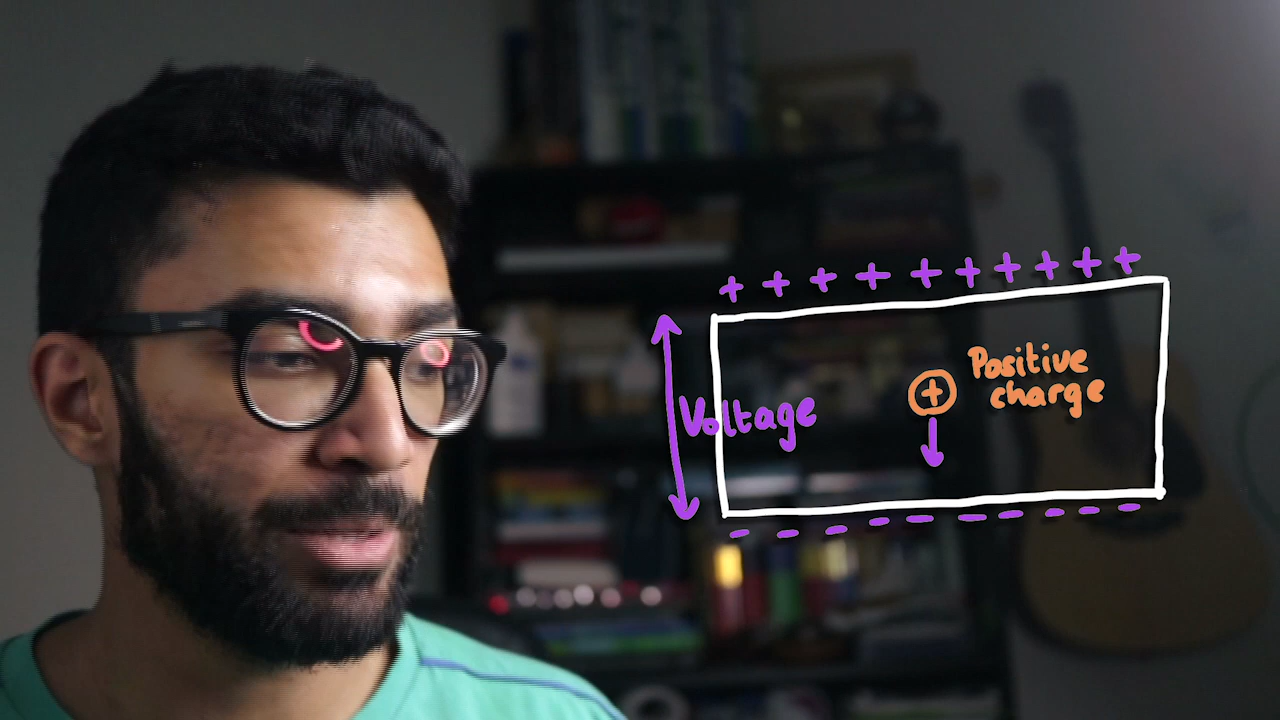 + + + + + + + + + +
Positive
+ charge
Voltage
- - - - - - - - - -